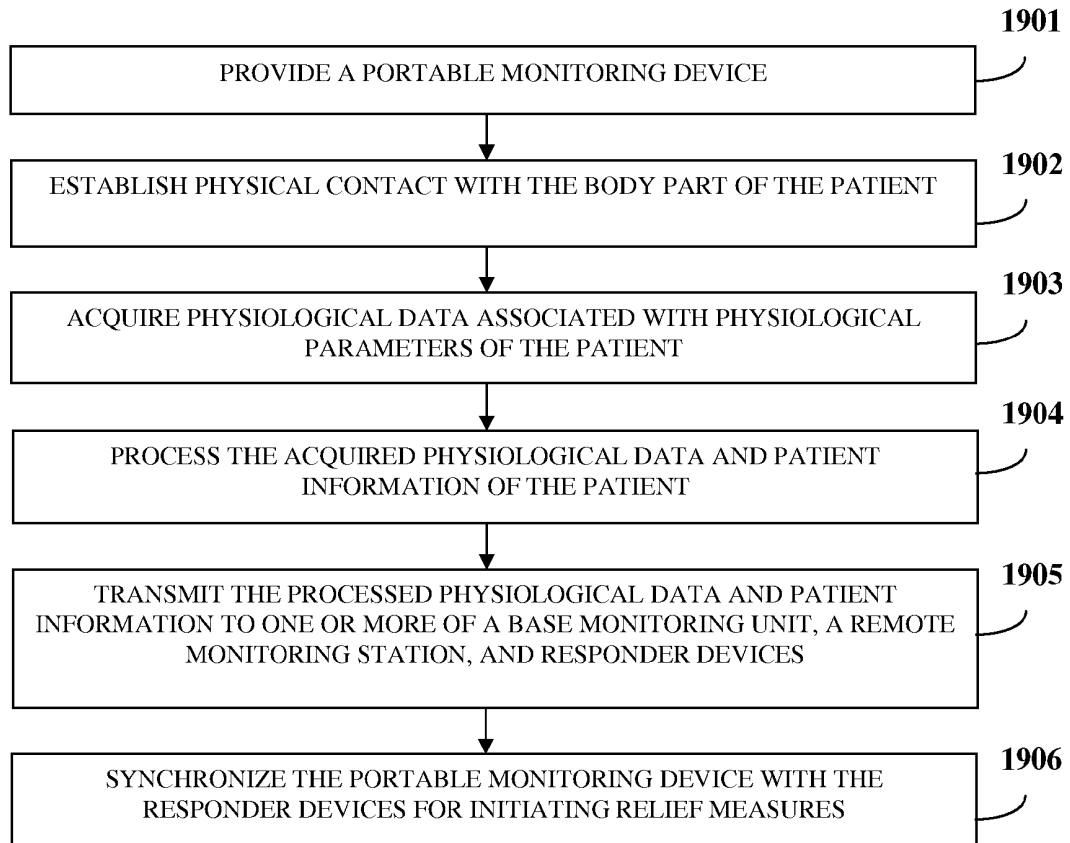 1901
PROVIDE A PORTABLE MONITORING DEVICE
1902
ESTABLISH PHYSICAL CONTACT WITH THE BODY PART OF THE PATIENT
1903
ACQUIRE PHYSIOLOGICAL DATA ASSOCIATED WITH PHYSIOLOGICAL
PARAMETERS OF THE PATIENT
1904
PROCESS THE ACQUIRED PHYSIOLOGICAL DATA AND PATIENT
INFORMATION OF THE PATIENT
1905
TRANSMIT THE PROCESSED PHYSIOLOGICAL DATA AND PATIENT
INFORMATION TO ONE OR MORE OF A BASE MONITORING UNIT, A REMOTE
MONITORING STATION, AND RESPONDER DEVICES
1906
SYNCHRONIZE THE PORTABLE MONITORING DEVICE WITH THE
RESPONDER DEVICES FOR INITIATING RELIEF MEASURES